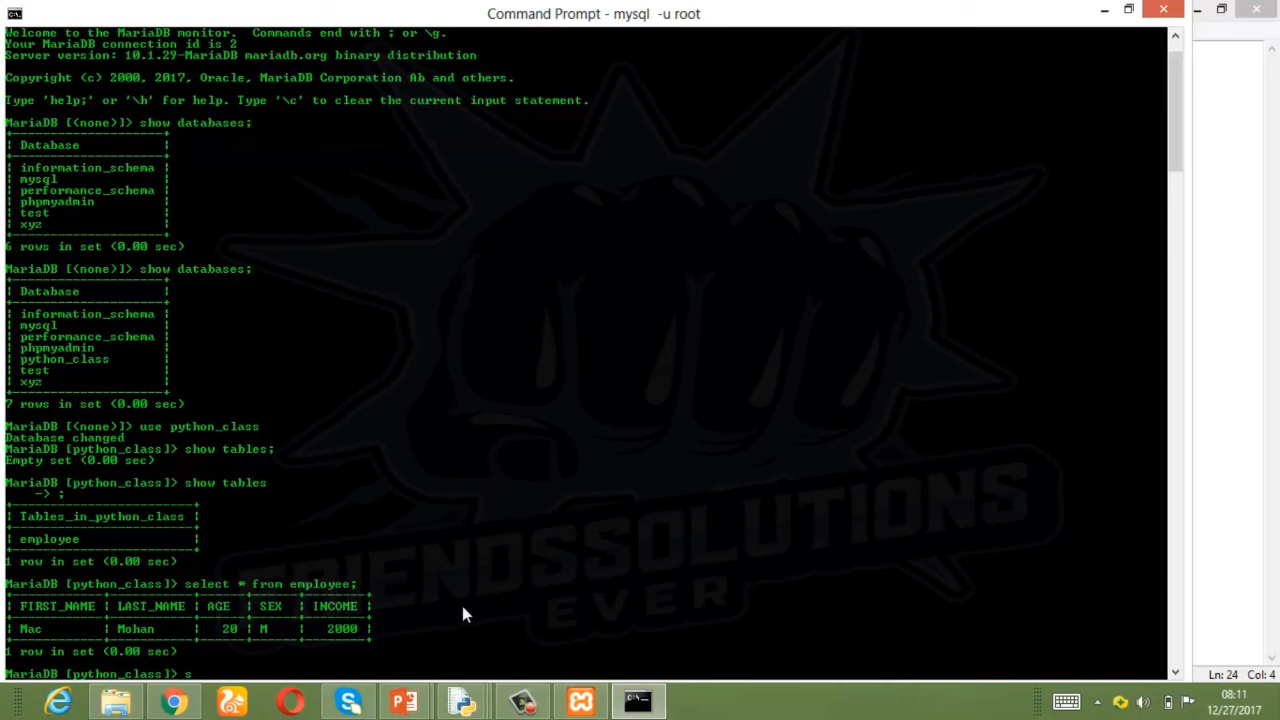 Command Prompt - mysql  -u root
Welcome to the MariaDB monitor.  Commands end with ; or \g.
Your MariaDB connection id is 2
Server version: 10.1.29-MariaDB mariadb.org binary distribution
Copyright (c) 2000, 2017, Oracle, MariaDB Corporation Ab and others.
Type 'help;' or '\h' for help. Type '\c' to clear the current input statement.
MariaDB [(none)]> show databases;
+--------------------+
| Database           |
+--------------------+
| information_schema |
| mysql              |
| performance_schema |
| phpmyadmin         |
| test               |
| xyz                |
+--------------------+
6 rows in set (0.00 sec)
MariaDB [(none)]> show databases;
+--------------------+
| Database           |
+--------------------+
| information_schema |
| mysql              |
| performance_schema |
| phpmyadmin         |
| python_class       |
| test               |
| xyz                |
+--------------------+
7 rows in set (0.00 sec)
MariaDB [(none)]> use python_class
Database changed
MariaDB [python_class]> show tables;
Empty set (0.00 sec)
MariaDB [python_class]> show tables
    -> ;
+------------------------+
| Tables_in_python_class |
+------------------------+
| employee               |
+------------------------+
1 row in set (0.00 sec)
MariaDB [python_class]> select * from employee;
+------------+-----------+------+------+--------+
| FIRST_NAME | LAST_NAME | AGE  | SEX  | INCOME |
+------------+-----------+------+------+--------+
| Mac        | Mohan     |   20 | M    |   2000 |
+------------+-----------+------+------+--------+
1 row in set (0.00 sec)
MariaDB [python_class]> s
FRIENDSSOLUTIONS
EVER
Ln: 24 Col: 4
08:11
12/27/2017